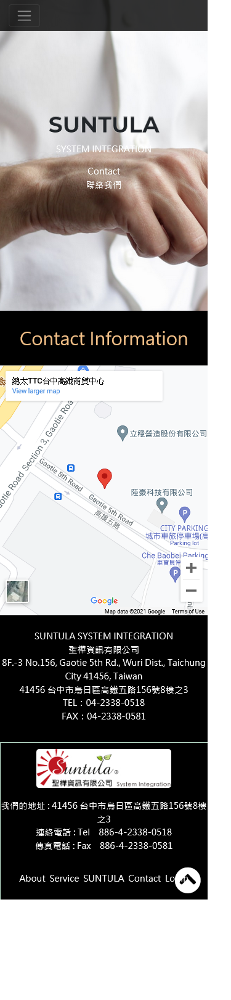 SUNTULA
SYSTEM INTEGRATION
Contact
聯絡我們
Contact Information
總太TTC台中高鐵商貿中心
View larger map
Gaotie Road Section 3, Gaotie Roa
立穩營造股份有限公司
Gaotie 5th Road
Gaotie 5th Road
高鐵五路
陸豪科技有限公司
CITY PARKING
城市車旅停車場(高
Parking lot
Che Baobei Parking
車寶貝停
Google
Map data ©2021 Google Terms of Use
SUNTULA SYSTEM INTEGRATION
聖樺資訊有限公司
8F.-3 No.156, Gaotie 5th Rd., Wuri Dist., Taichung
City 41456, Taiwan
41456 台中市烏日區高鐵五路156號8樓之3
TEL：04-2338-0518
FAX：04-2338-0581
Suntula®
聖樺資訊有限公司 System Integration
我們的地址 : 41456 台中市烏日區高鐵五路156號8樓
之3
連絡電話 : Tel 886-4-2338-0518
傳真電話 : Fax 886-4-2338-0581
About Service SUNTULA Contact